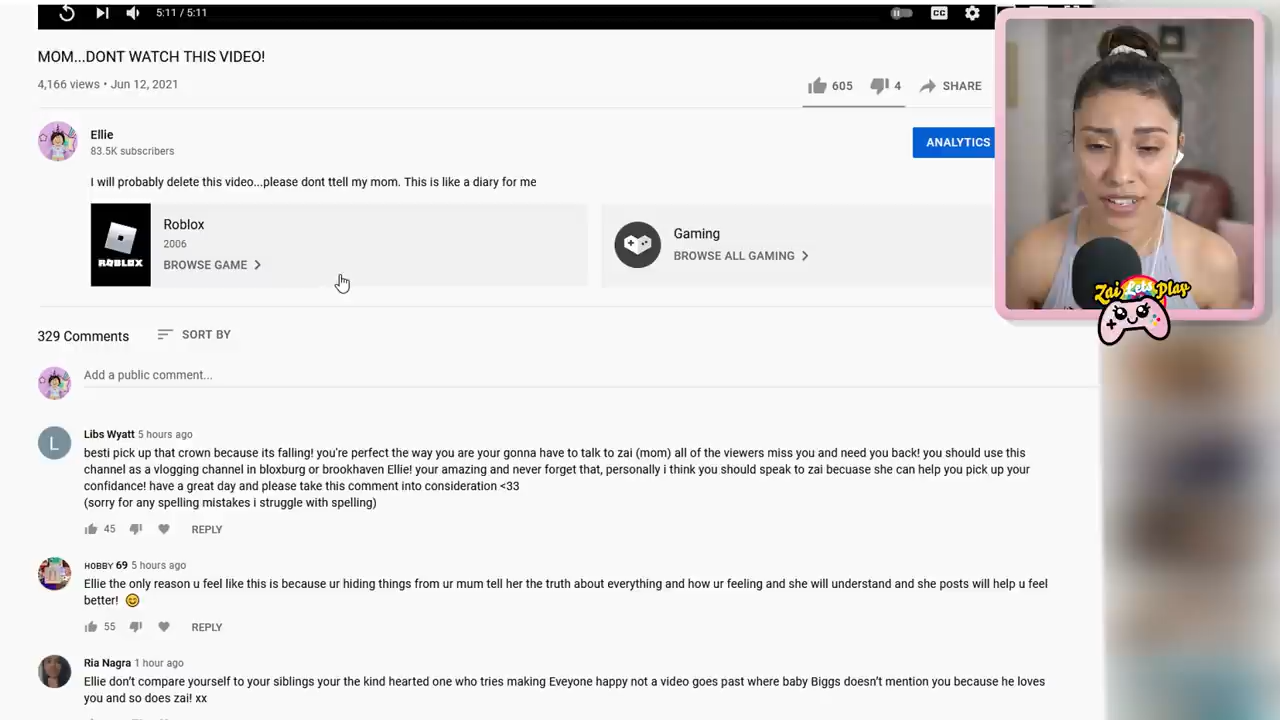 5:11 / 5:11
CC
MOM...DONT WATCH THIS VIDEO!
4,166 views • Jun 12, 2021
605
4
SHARE
Ellie
83.5K subscribers
ANALYTICS
I will probably delete this video...please dont ttell my mom. This is like a diary for me
ROBLOX
Roblox
2006
BROWSE GAME
Gaming
BROWSE ALL GAMING
Zai Lets Play
329 Comments
SORT BY
Add a public comment...
L
Libs Wyatt 5 hours ago
besti pick up that crown because its falling! you're perfect the way you are your gonna have to talk to zai (mom) all of the viewers miss you and need you back! you should use this
channel as a vlogging channel in bloxburg or brookhaven Ellie! your amazing and never forget that, personally i think you should speak to zai becuase she can help you pick up your
confidance! have a great day and please take this comment into consideration <33
(sorry for any spelling mistakes i struggle with spelling)
45
REPLY
ʜᴏʙʙʏ 69 5 hours ago
Ellie the only reason u feel like this is because ur hiding things from ur mum tell her the truth about everything and how ur feeling and she will understand and she posts will help u feel
better! 😊
55
REPLY
Ria Nagra 1 hour ago
Ellie don't compare yourself to your siblings your the kind hearted one who tries making Eveyone happy not a video goes past where baby Biggs doesn't mention you because he loves
you and so does zai! xx